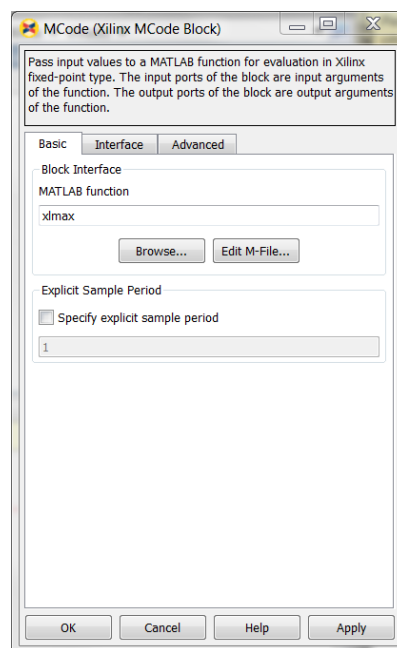 MCode (Xilinx MCode Block)
Pass input values to a MATLAB function for evaluation in Xilinx
fixed-point type. The input ports of the block are input arguments
of the function. The output ports of the block are output arguments
of the function.
Basic Interface Advanced
Block Interface
MATLAB function
xlmax
Browse... Edit M-File...
Explicit Sample Period
Specify explicit sample period
1
OK Cancel Help Apply